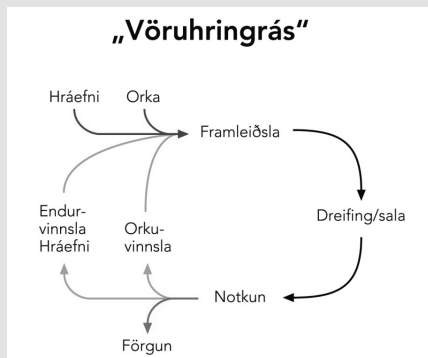 „Vöruhringrás“
Hráefni
Orka
Framleiðsla
Dreifing/sala
Endur-
vinnsla
Hráefni
Orku-
vinnsla
Notkun
Förgun